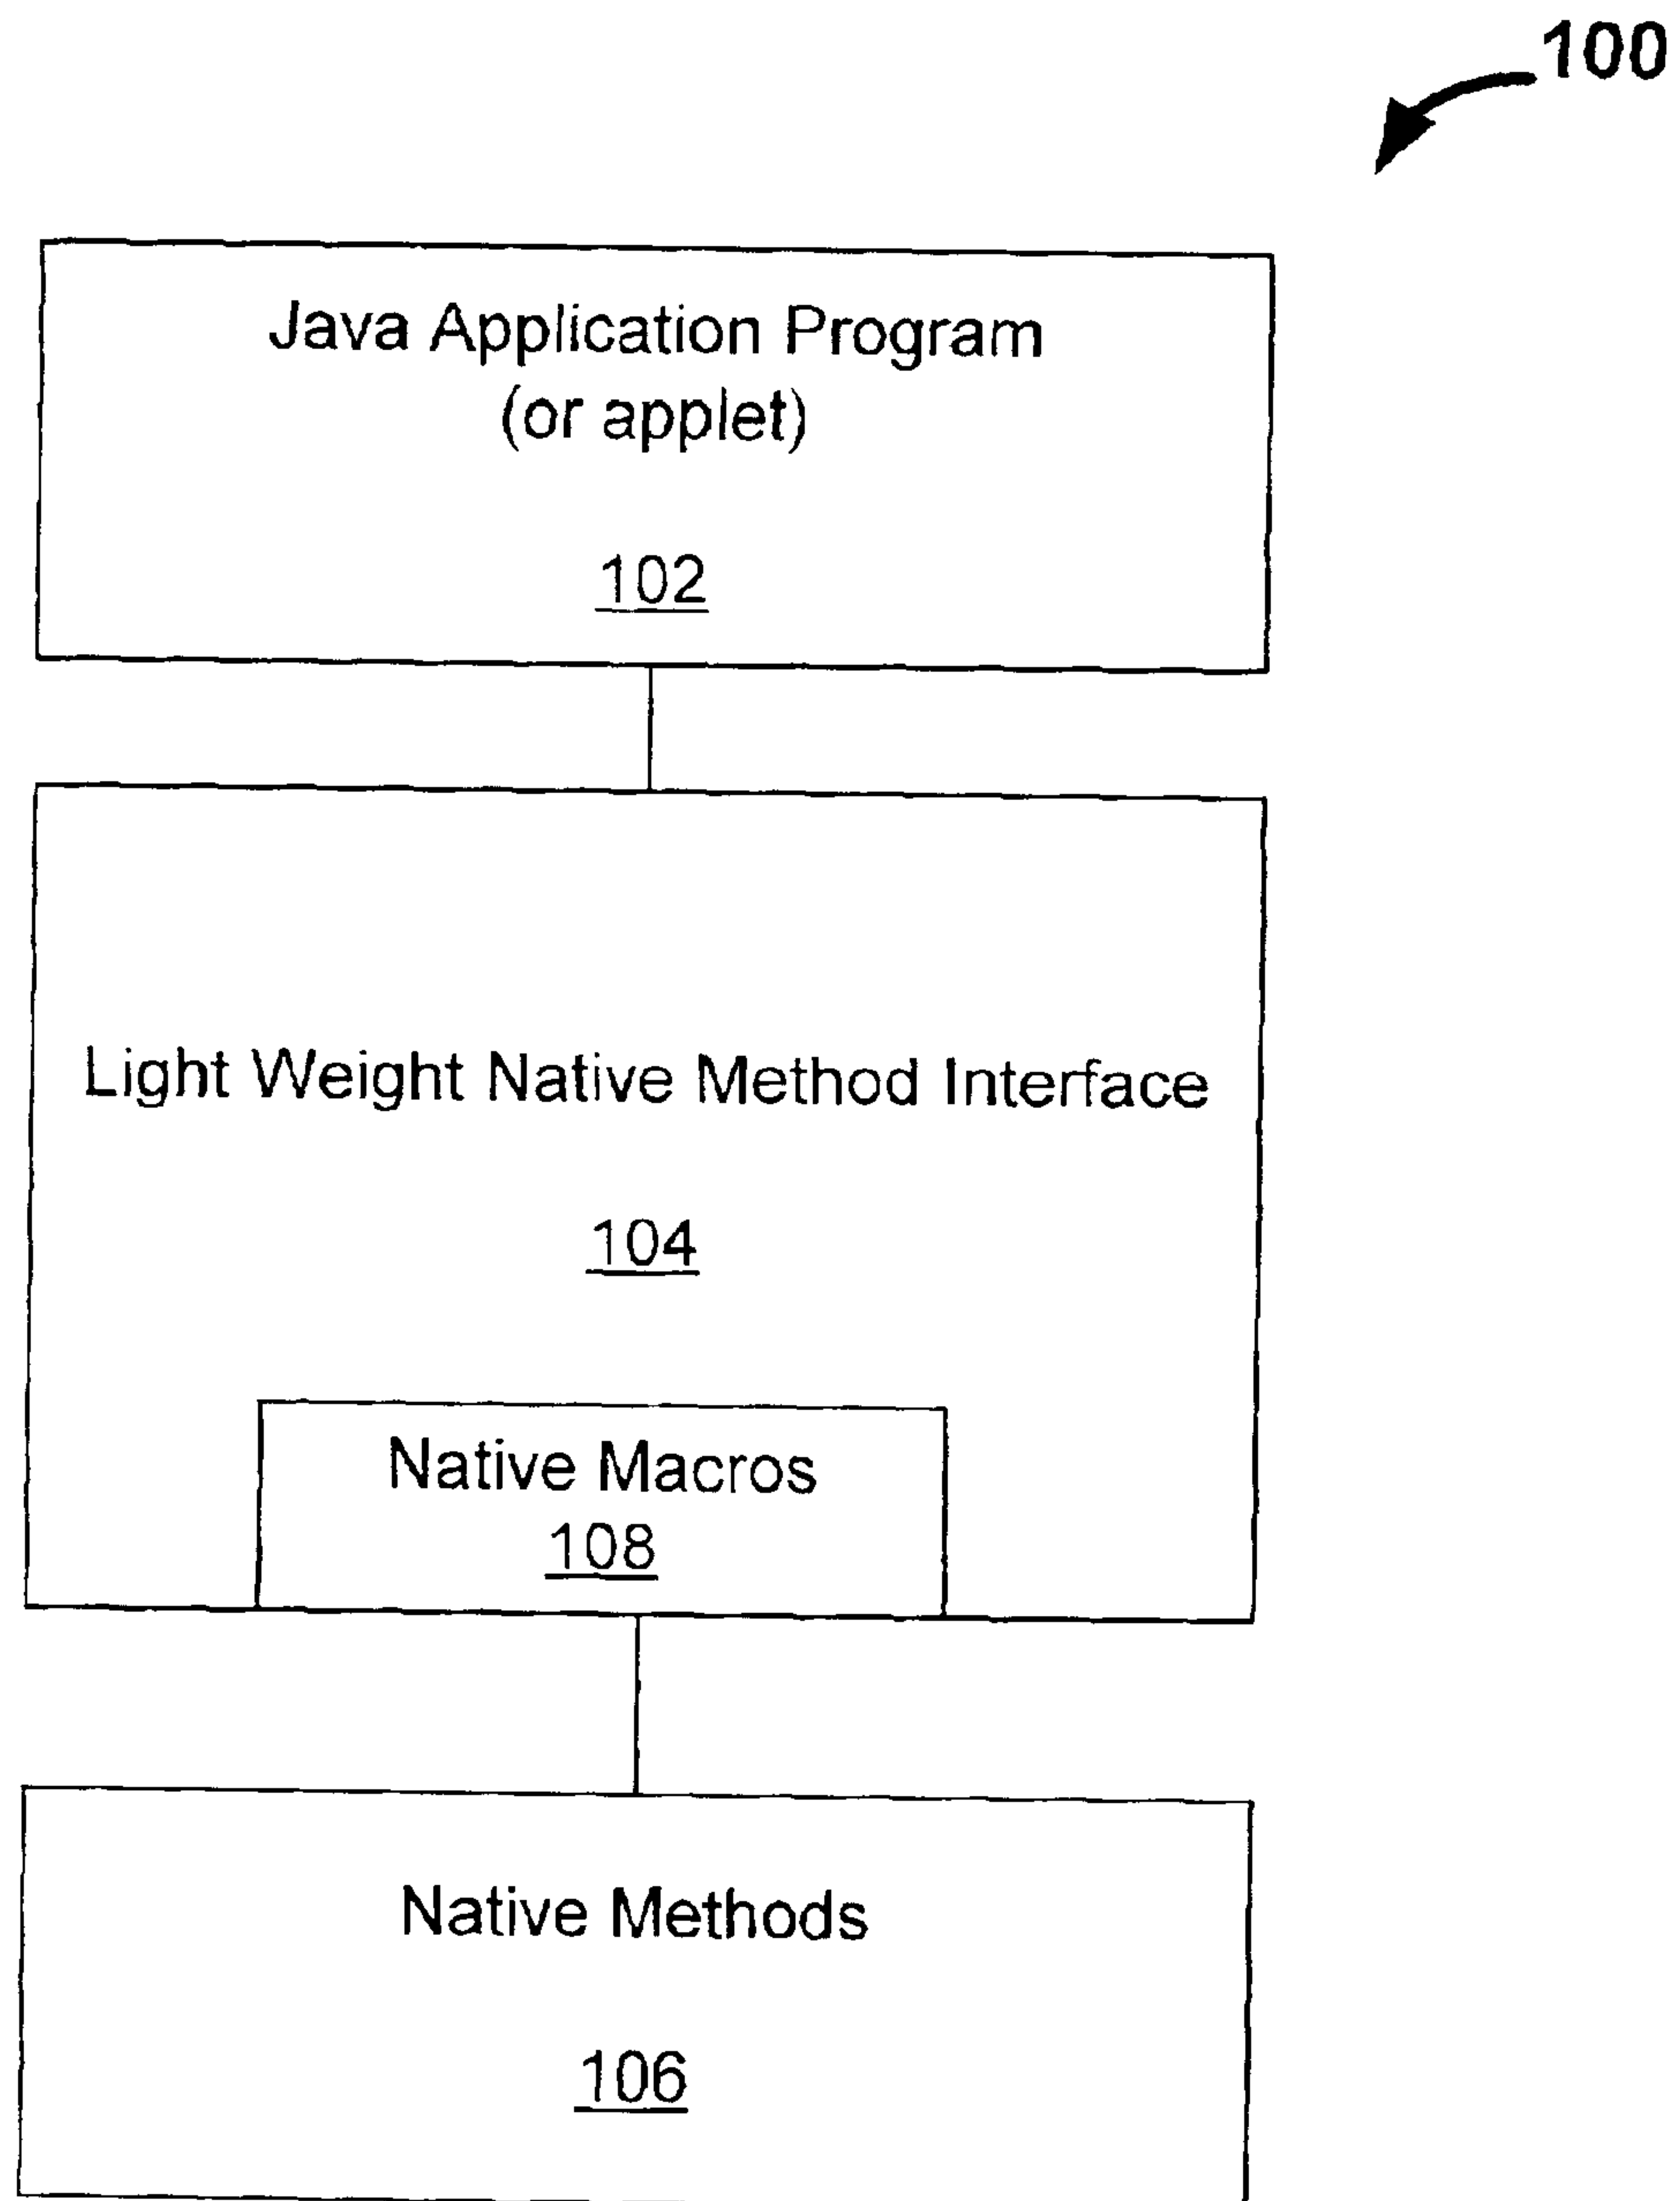 100
Java Application Program
(or applet)
102
Light Weight Native Method Interface
104
Native Macros
108
Native Methods
106